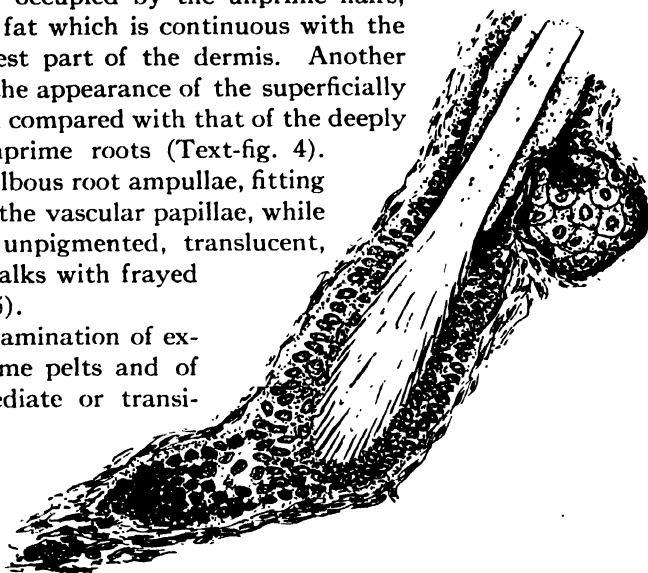 occupied by the unprime hairs,
fat which is continuous with the
est part of the dermis. Another
he appearance of the superficially
compared with that of the deeply
prime roots (Text-fig. 4).
lbous root ampullae, fitting
the vascular papillae, while
unpigmented, translucent,
alks with frayed
).
amination of ex-
me pelts and of
ediate or transi-